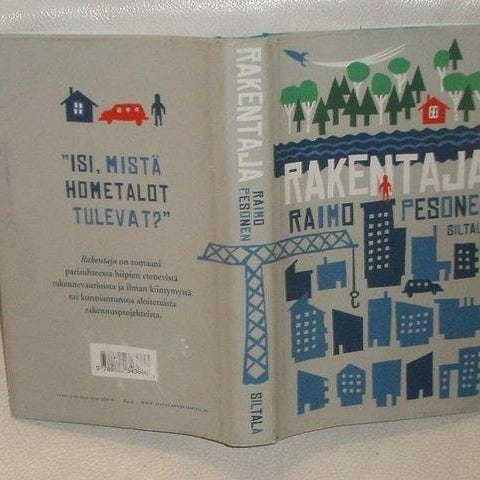 "ISI, MISTÄ
HOMETALOT
TULEVAT?"
Rakentaja on romaani
parisuhteessa hiipien etenevistä
rakennevaurioista ja ilman kiintymystä
tai kunnianhimoa aloitetuista
rakennusprojekteista.
RAKENTAJA
RAIMO
PESONEN
SILTALA
RAKENTAJA
RAIMO PESONEN
SILTALA